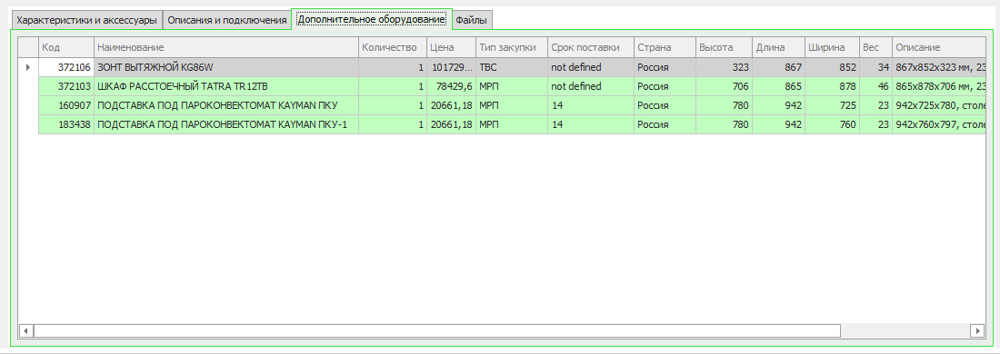 Характеристики и аксессуары Описания и подключения Дополнительное оборудование Файлы
Код Наименование Количество Цена Тип закупки Срок поставки Страна Высота Длина Ширина Вес Описание
372106 ЗОНТ ВЫТЯЖНОЙ KG86W 1 101729... ТВС not defined Россия 323 867 852 34 867x852x323 мм, 23
372103 ШКАФ РАССТОЕЧНЫЙ TATRA TR12TB 1 78429,6 МРП not defined Россия 706 865 878 46 865x878x706 мм, 23
160907 ПОДСТАВКА ПОД ПАРОКОНВЕКТОМАТ KAYMAN ПКУ 1 20661,18 МРП 14 Россия 780 942 725 23 942x725x780, столе
183438 ПОДСТАВКА ПОД ПАРОКОНВЕКТОМАТ KAYMAN ПКУ-1 1 20661,18 МРП 14 Россия 780 942 760 23 942x760x797, столе